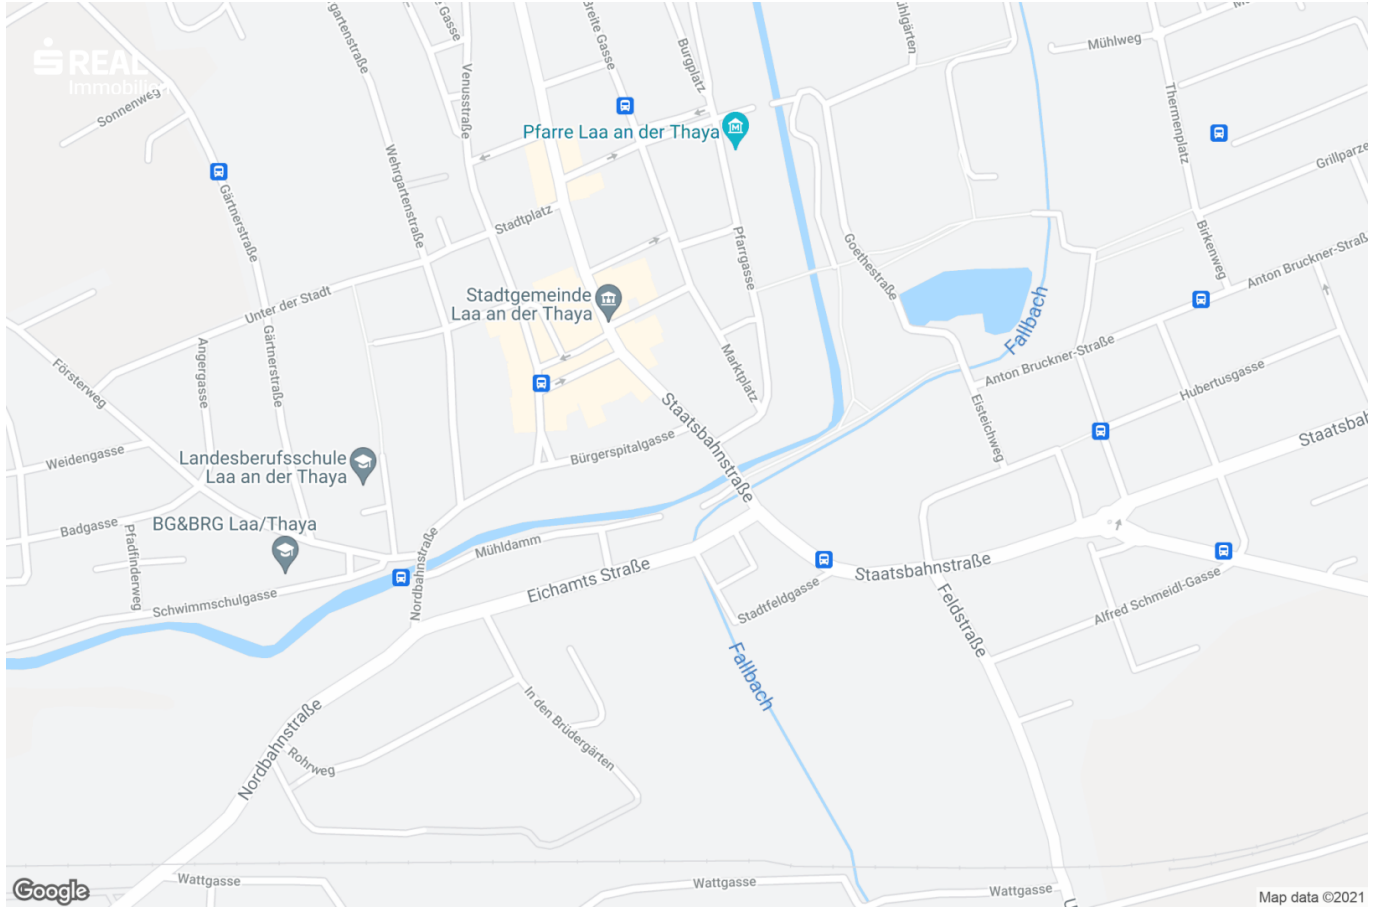 REAL
Immobilien
Sonnenweg
Venusstraße
Breite Gasse
Burgplatz
Mühlweg
Thermenplatz
Pfarre Laa an der Thaya
Grillparze
Wehrgartenstraße
Gärtnerstraße
Stadtplatz
Pfarrgasse
Goethestraße
Birkenweg
Anton Bruckner-Straß
Unter der Stadt
Stadtgemeinde
Laa an der Thaya
Fallbach
Gärtnerstraße
Angergasse
Försterweg
Marktplatz
Anton Bruckner-Straße
Hubertusgasse
Eisteichweg
Staatsbahnstraße
Staatsbah
Bürgerspitalgasse
Weidengasse
Landesberufsschule
Laa an der Thaya
BG&BRG Laa/Thaya
Badgasse
Pfadfinderweg
Nordbahnstraße
Mühldamm
Eichamts Straße
Staatsbahnstraße
Stadtfeldgasse
Schwimmschulgasse
Feldstraße
Alfred Schmeidl-Gasse
Fallbach
In den Brüdergärten
Nordbahnstraße
Rohrweg
Wattgasse
Wattgasse
Wattgasse
Google
Map data ©2021